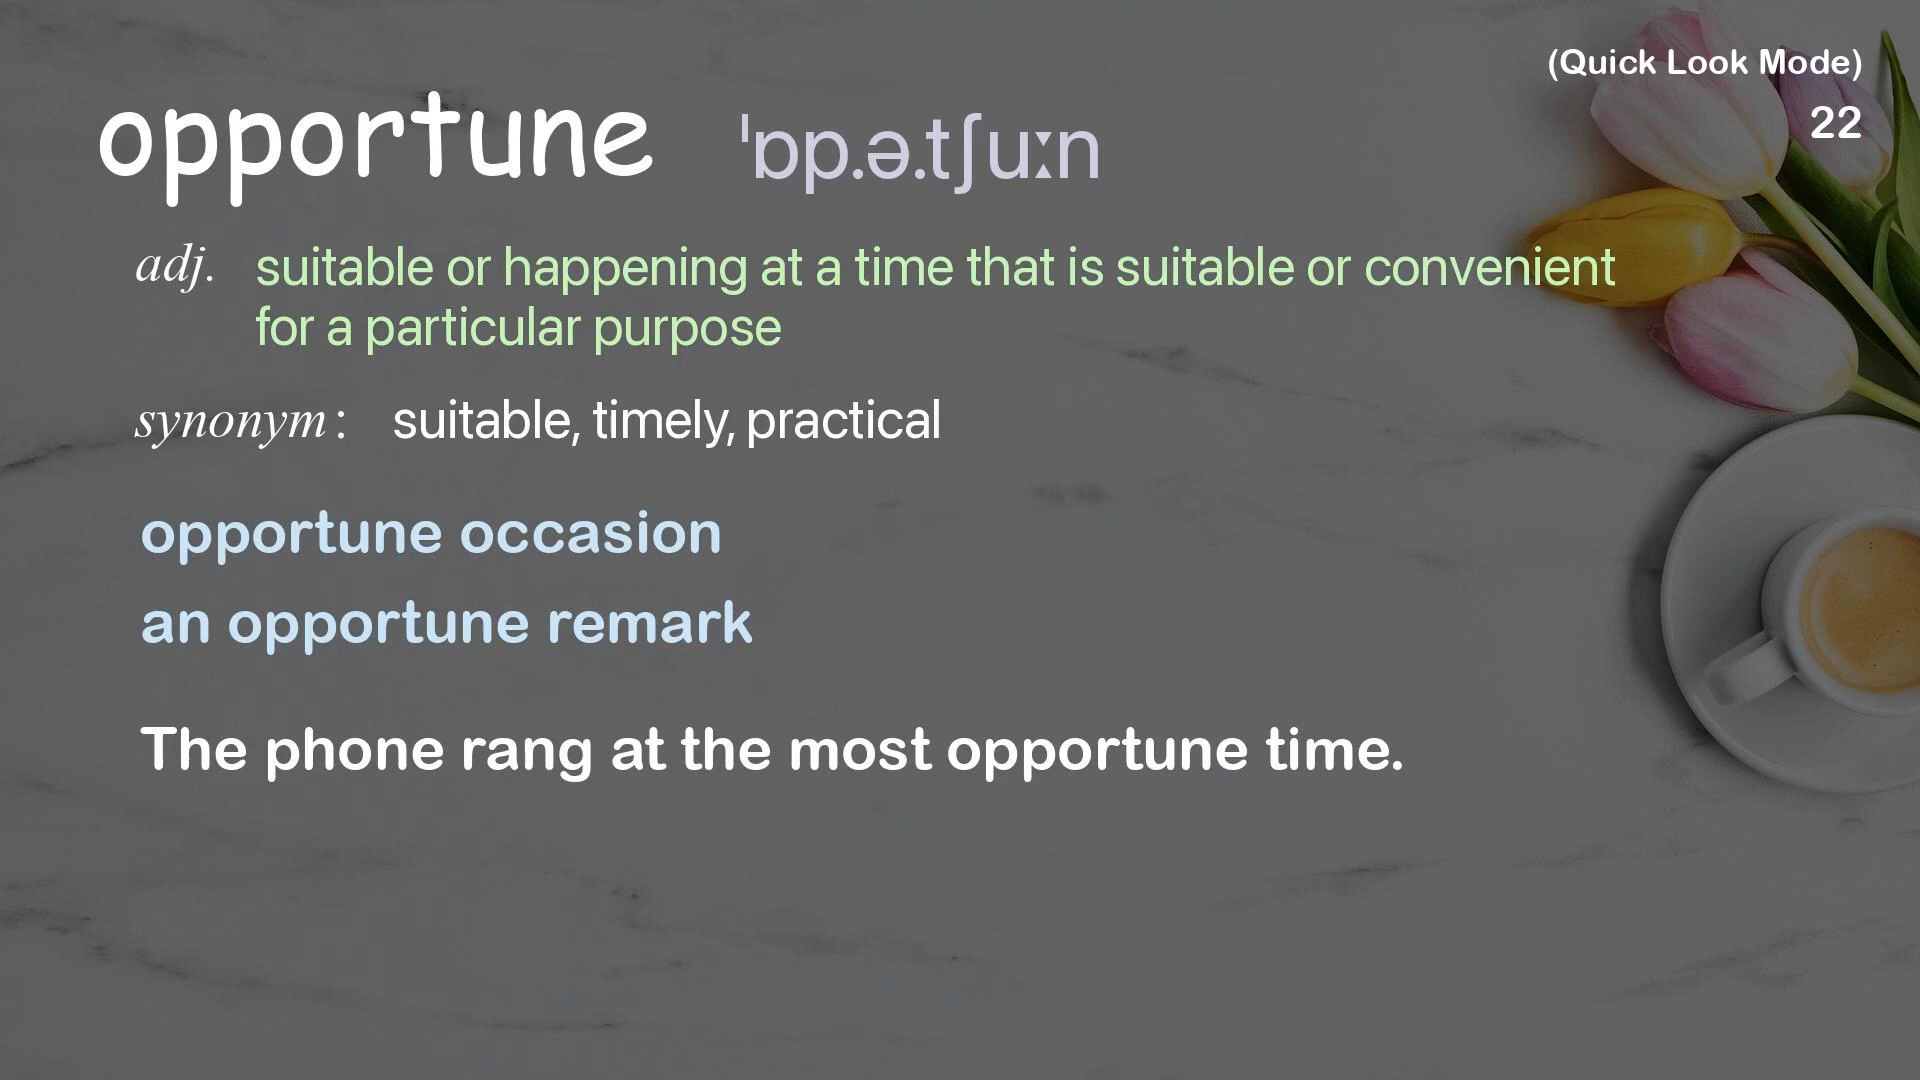 (Quick Look Mode)
22
opportune ˈɒp.ə.tʃuːn
adj. suitable or happening at a time that is suitable or convenient
for a particular purpose
synonym : suitable, timely, practical
opportune occasion
an opportune remark
The phone rang at the most opportune time.